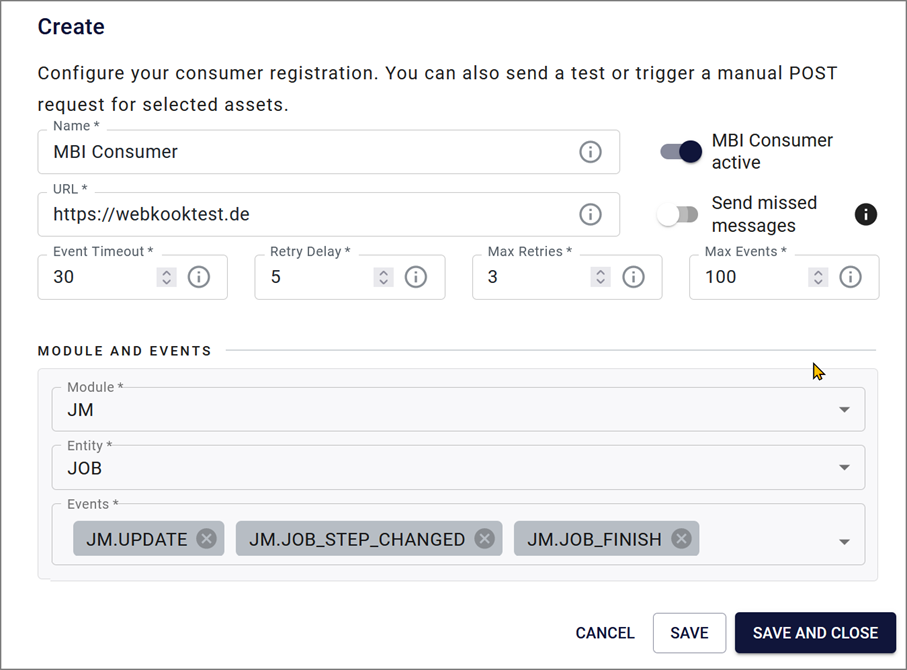 Create
Configure your consumer registration. You can also send a test or trigger a manual POST
request for selected assets.
Name *
MBI Consumer
MBI Consumer
active
URL *
https://webkooktest.de
Send missed
messages
Event Timeout *
30
Retry Delay *
5
Max Retries *
3
Max Events *
100
MODULE AND EVENTS
Module *
JM
Entity *
JOB
Events *
JM.UPDATE
JM.JOB_STEP_CHANGED
JM.JOB_FINISH
CANCEL
SAVE
SAVE AND CLOSE